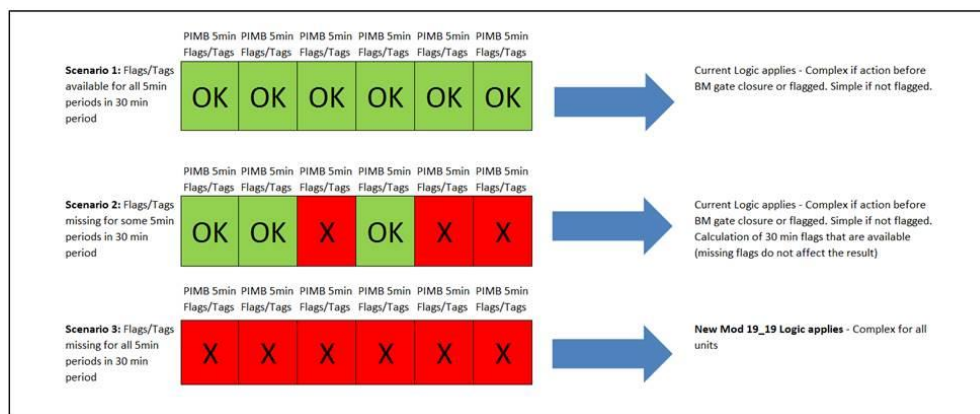 PIMB 5min PIMB 5min PIMB 5min PIMB 5min PIMB 5min PIMB 5min
Flags/Tags Flags/Tags Flags/Tags Flags/Tags Flags/Tags Flags/Tags
Scenario 1: Flags/Tags
available for all 5min
periods in 30 min
period
OK OK OK OK OK OK
Current Logic applies - Complex if action before
BM gate closure or flagged. Simple if not flagged.
PIMB 5min PIMB 5min PIMB 5min PIMB 5min PIMB 5min PIMB 5min
Flags/Tags Flags/Tags Flags/Tags Flags/Tags Flags/Tags Flags/Tags
Scenario 2: Flags/Tags
missing for some 5min
periods in 30 min
period
OK OK X OK X X
Current Logic applies - Complex if action before
BM gate closure or flagged. Simple if not flagged.
Calculation of 30 min flags that are available
(missing flags do not affect the result)
PIMB 5min PIMB 5min PIMB 5min PIMB 5min PIMB 5min PIMB 5min
Flags/Tags Flags/Tags Flags/Tags Flags/Tags Flags/Tags Flags/Tags
Scenario 3: Flags/Tags
missing for all 5min
periods in 30 min
period
X X X X X X
New Mod 19_19 Logic applies - Complex for all
units